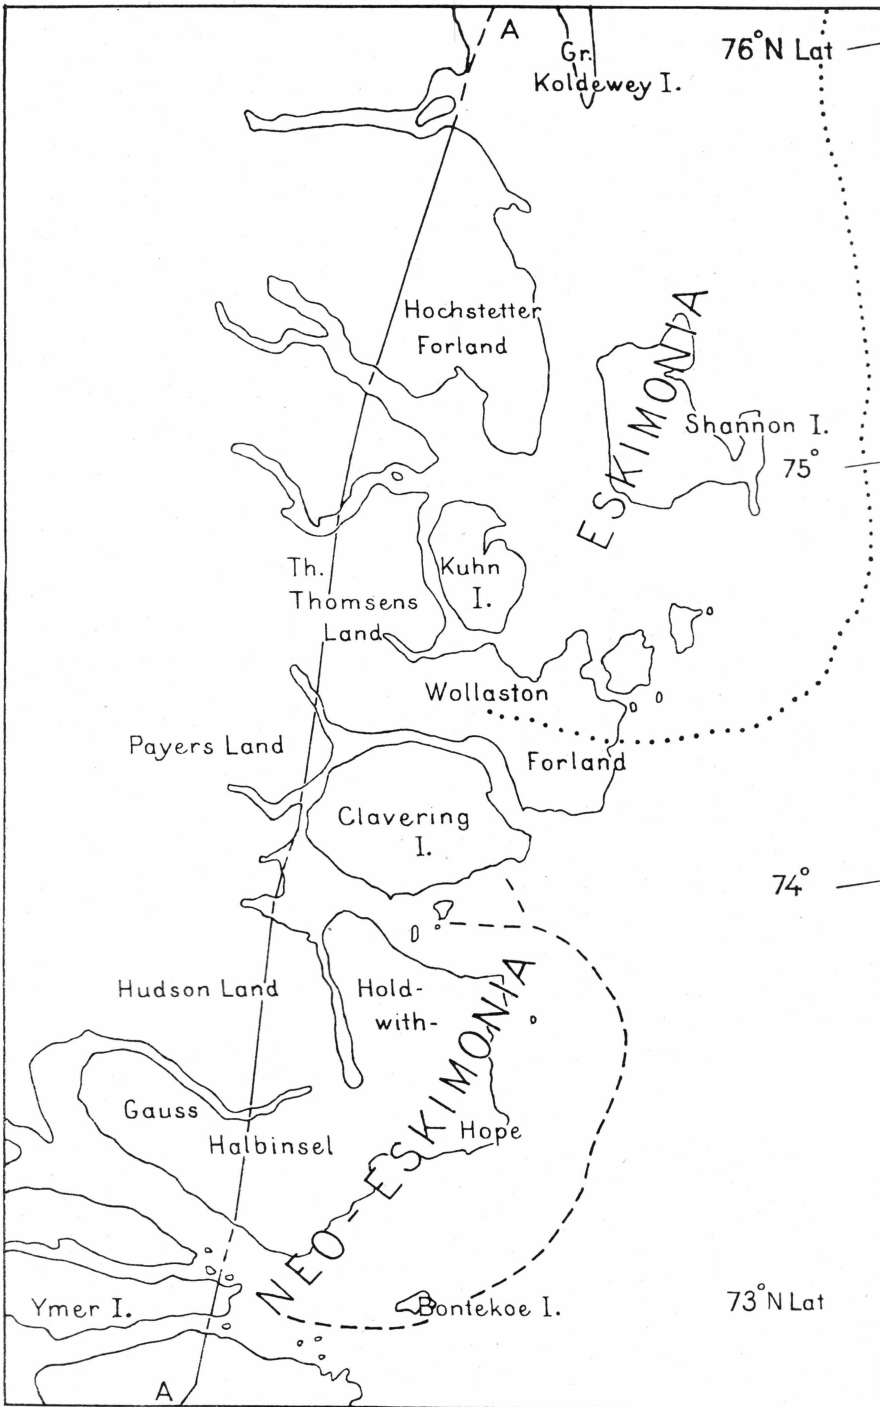 A
76°N Lat
Gr.
Koldewey I.
Hochstetter
Forland
ESKIMONIA
Shannon I.
75°
Th.
Thomsens
Land
Kuhn
I.
Wollaston
Forland
Payers Land
Clavering
I.
74°
Hudson Land
Hold-
with-
Hope
NEO-ESKIMONIA
Gauss
Halbinsel
Ymer I.
Bontekoe I.
73°N Lat
A